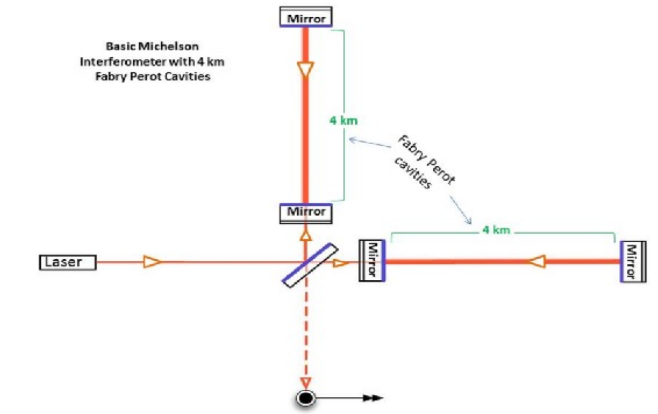 Mirror
Basic Michelson
Interferometer with 4 km
Fabry Perot Cavities
4 km
Fabry Perot
cavities
Mirror
4 km
Laser
Mirror
Mirror